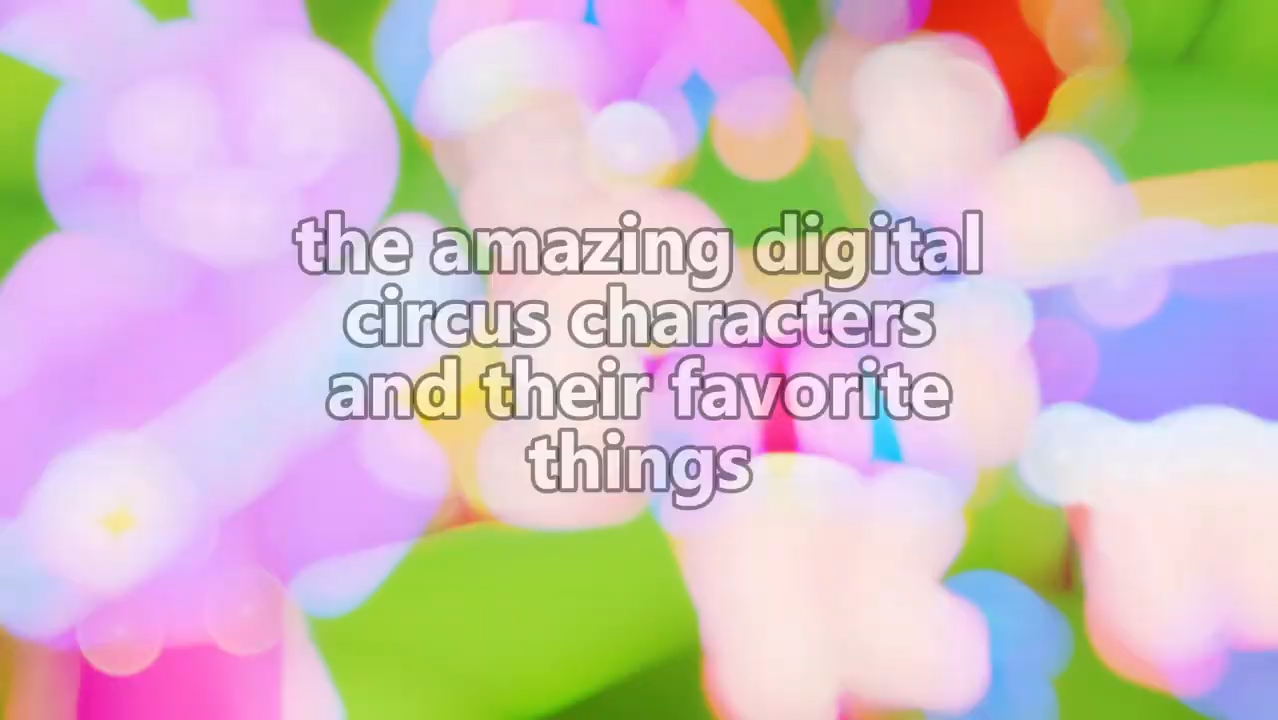 the amazing digital
circus characters
and their favorite
things